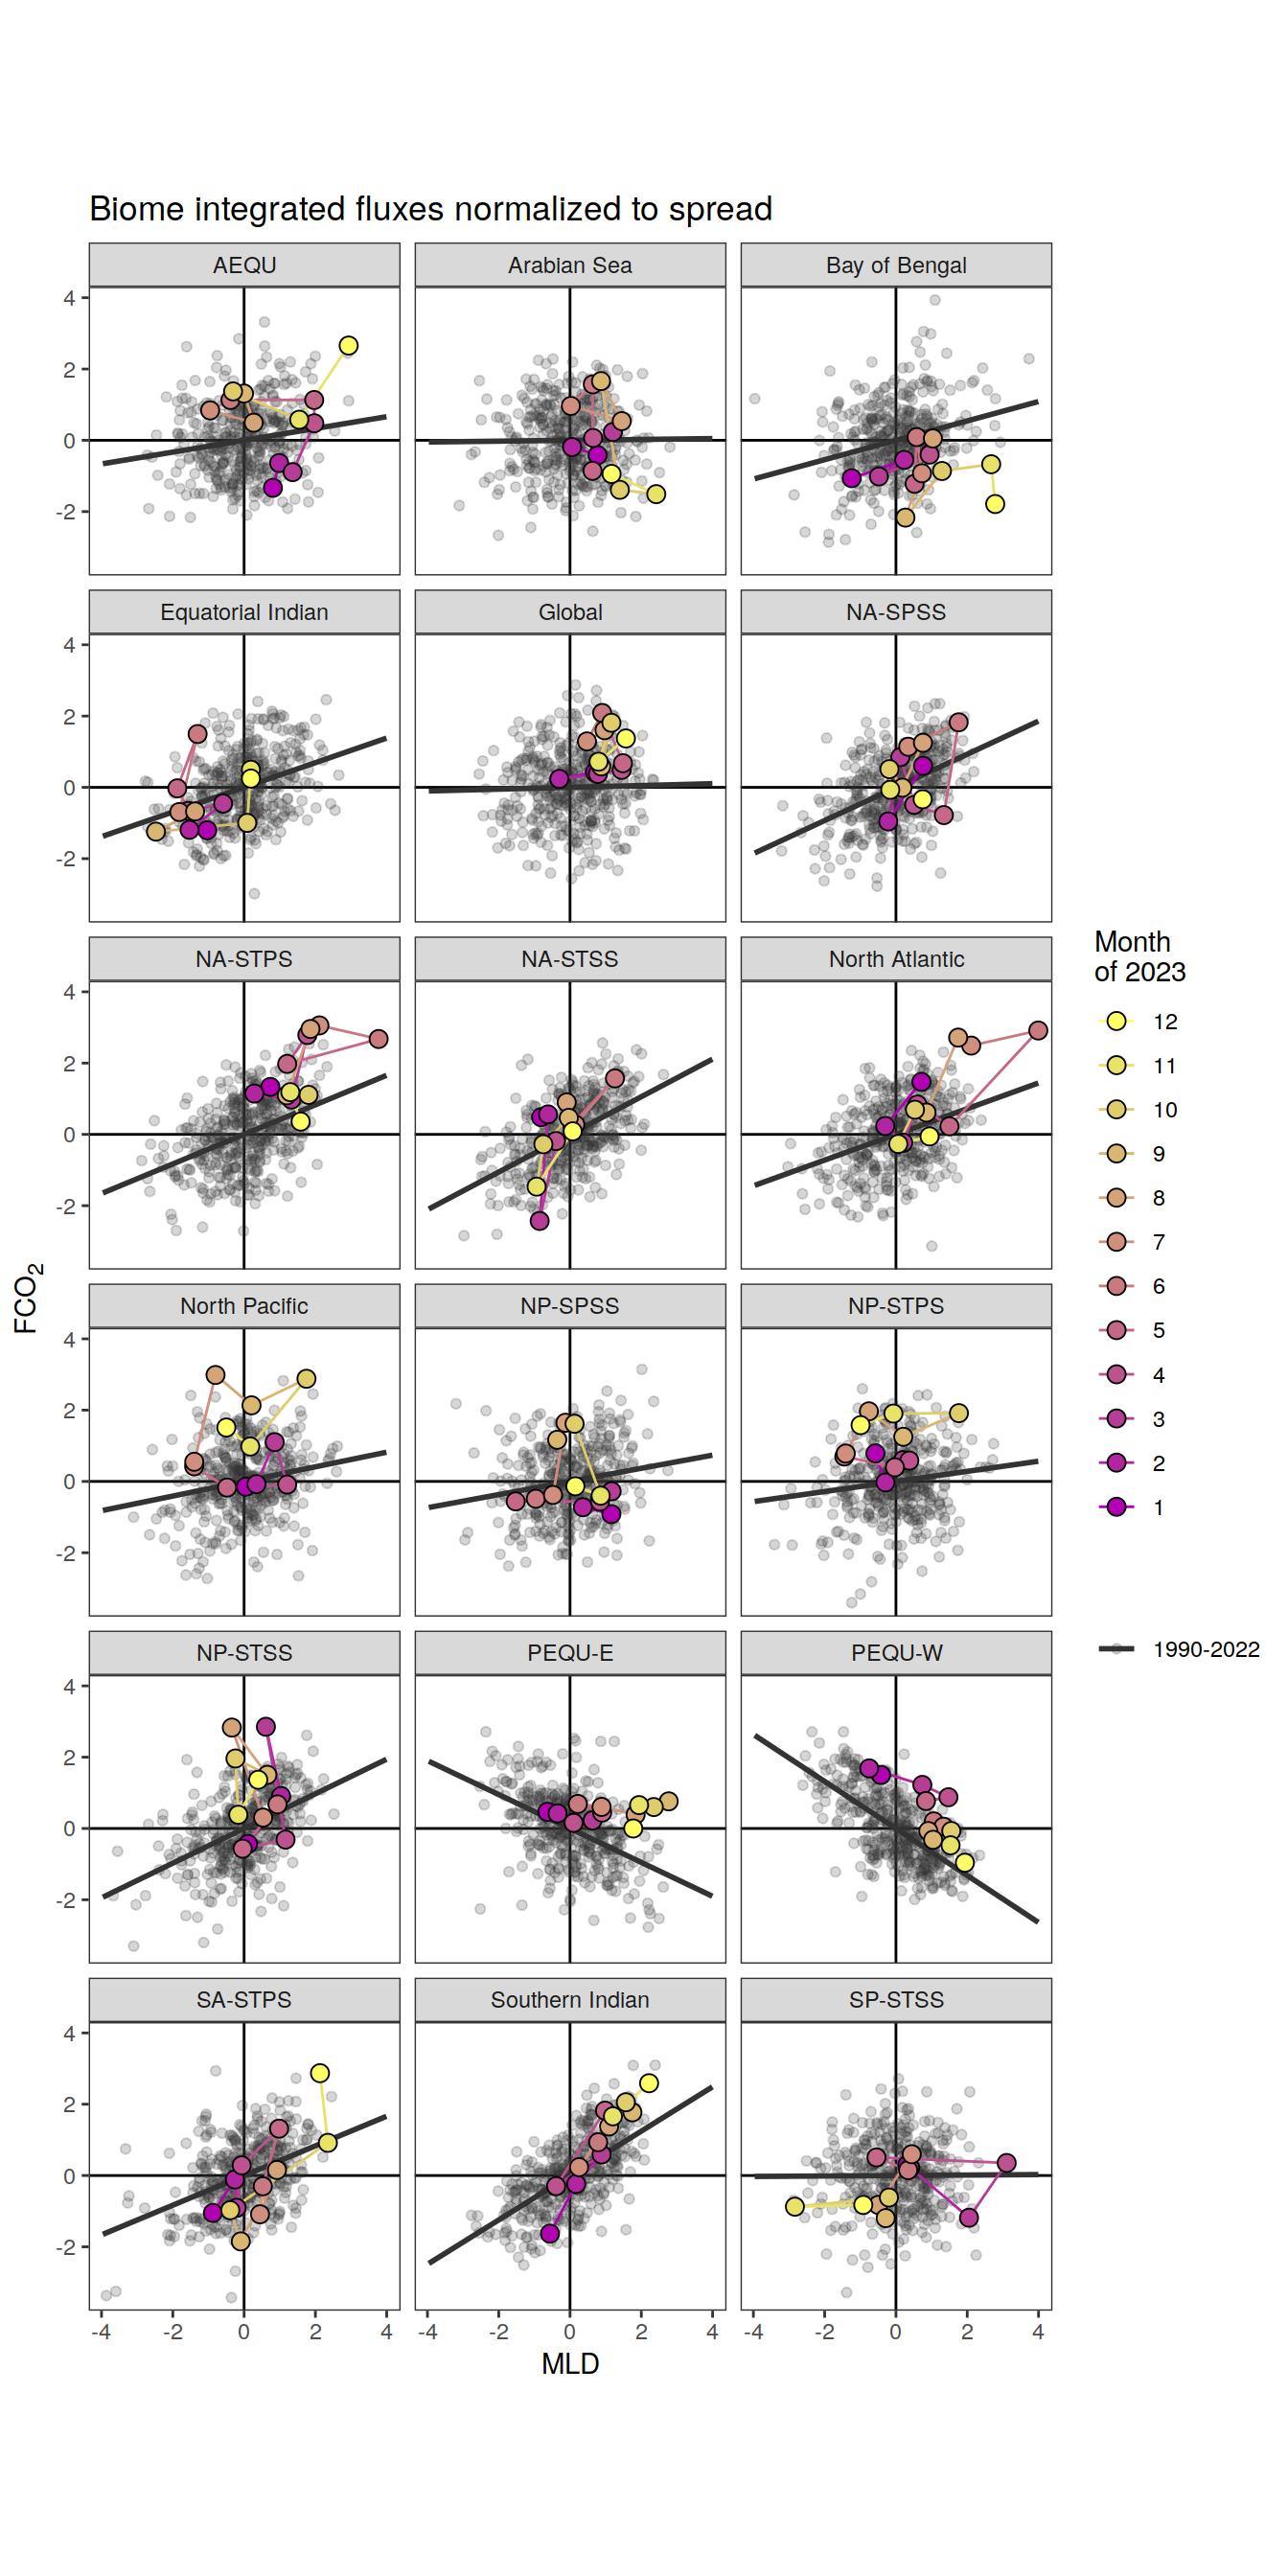 Biome integrated fluxes normalized to spread
AEQU
Arabian Sea
Bay of Bengal
4
2
0
-2
Equatorial Indian
Global
NA-SPSS
4
2
0
-2
NA-STPS
NA-STSS
North Atlantic
4
2
0
-2
North Pacific
NP-SPSS
NP-STPS
4
2
0
-2
NP-STSS
PEQU-E
PEQU-W
4
2
0
-2
SA-STPS
Southern Indian
SP-STSS
4
2
0
-2
-4 -2 0 2 4
-4 -2 0 2 4
-4 -2 0 2 4
MLD
FCO₂
Month
of 2023
12
11
10
9
8
7
6
5
4
3
2
1
1990-2022